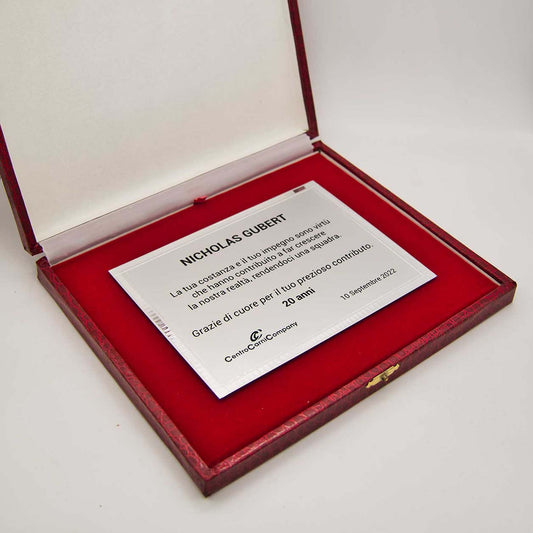 NICHOLAS GUBERT
La tua costanza e il tuo impegno sono virtù
che hanno contribuito a far crescere
la nostra realtà, rendendoci una squadra.
Grazie di cuore per il tuo prezioso contributo.
20 anni
10 Septembre 2022
CentroCarniCompany